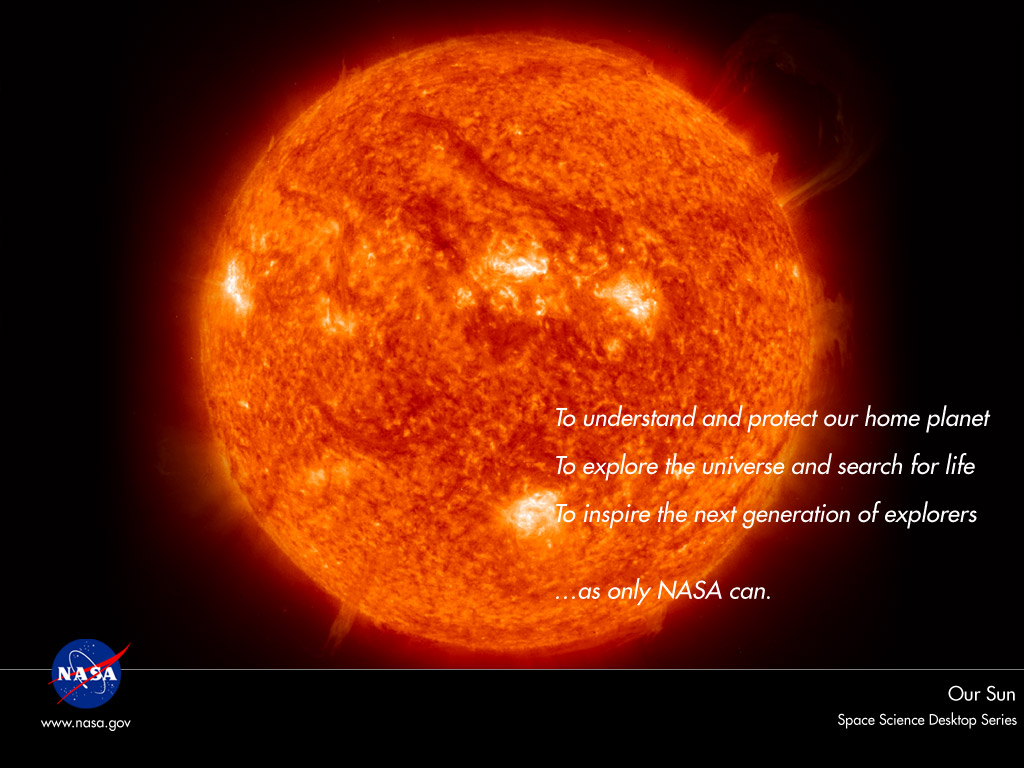 To understand and protect our home planet
To explore the universe and search for life
To inspire the next generation of explorers
...as only NASA can.
NASA
www.nasa.gov
Our Sun
Space Science Desktop Series